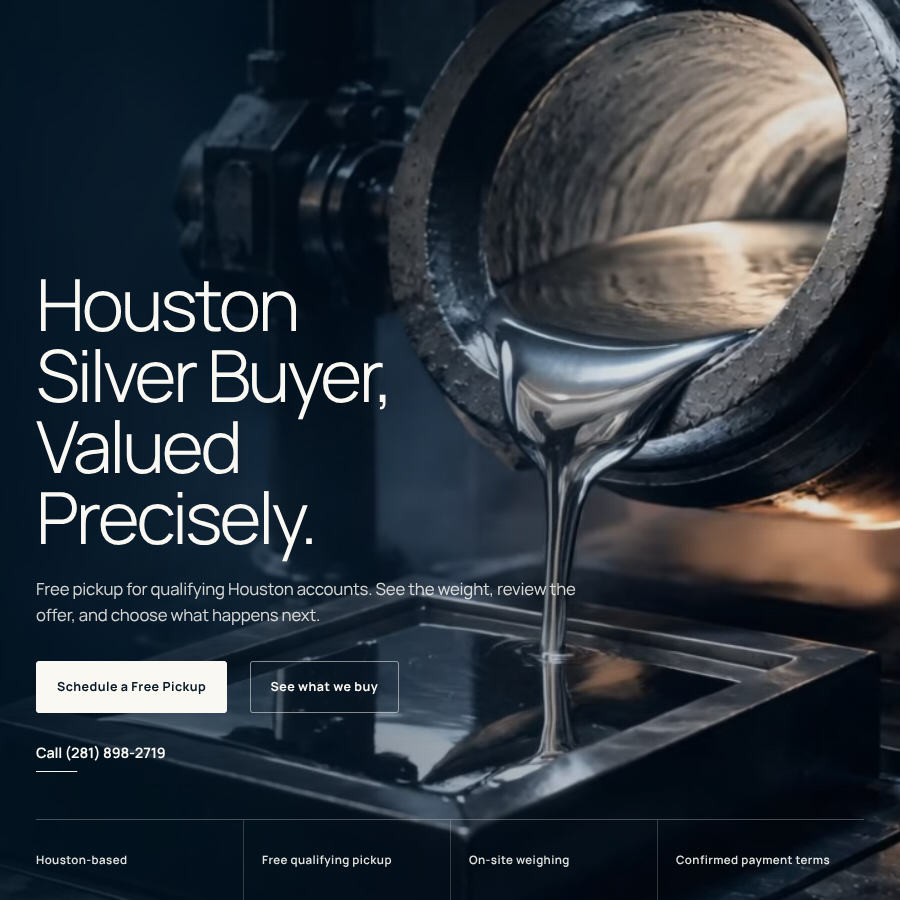 Houston
Silver Buyer,
Valued
Precisely.
Free pickup for qualifying Houston accounts. See the weight, review the
offer, and choose what happens next.
Schedule a Free Pickup
See what we buy
Call (281) 898-2719
Houston-based
Free qualifying pickup
On-site weighing
Confirmed payment terms